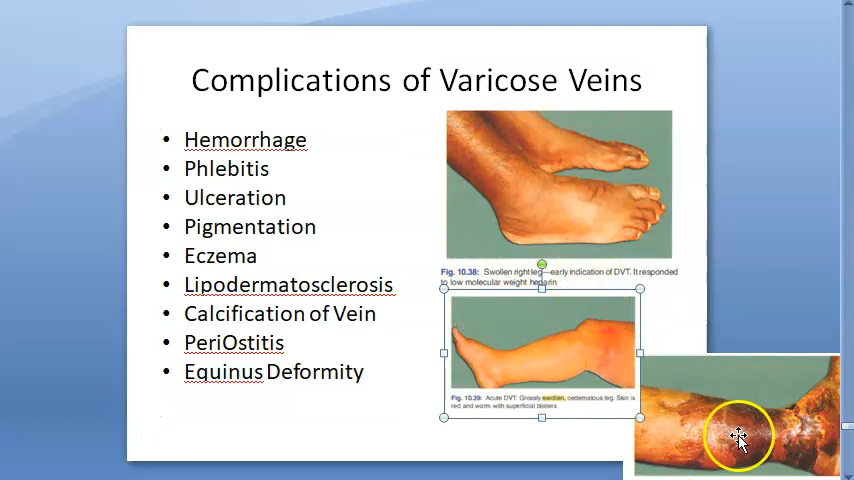 Complications of Varicose Veins
• Hemorrhage
• Phlebitis
• Ulceration
• Pigmentation
• Eczema
• Lipodermatosclerosis
• Calcification of Vein
• PeriOstitis
• Equinus Deformity
Fig. 10.38: Swollen right leg—early indication of DVT. It responded
to low molecular weight heparin
Fig. 10.39: Acute DVT: Grossly swollen, oedematous leg. Skin is
red and warm with superficial blisters